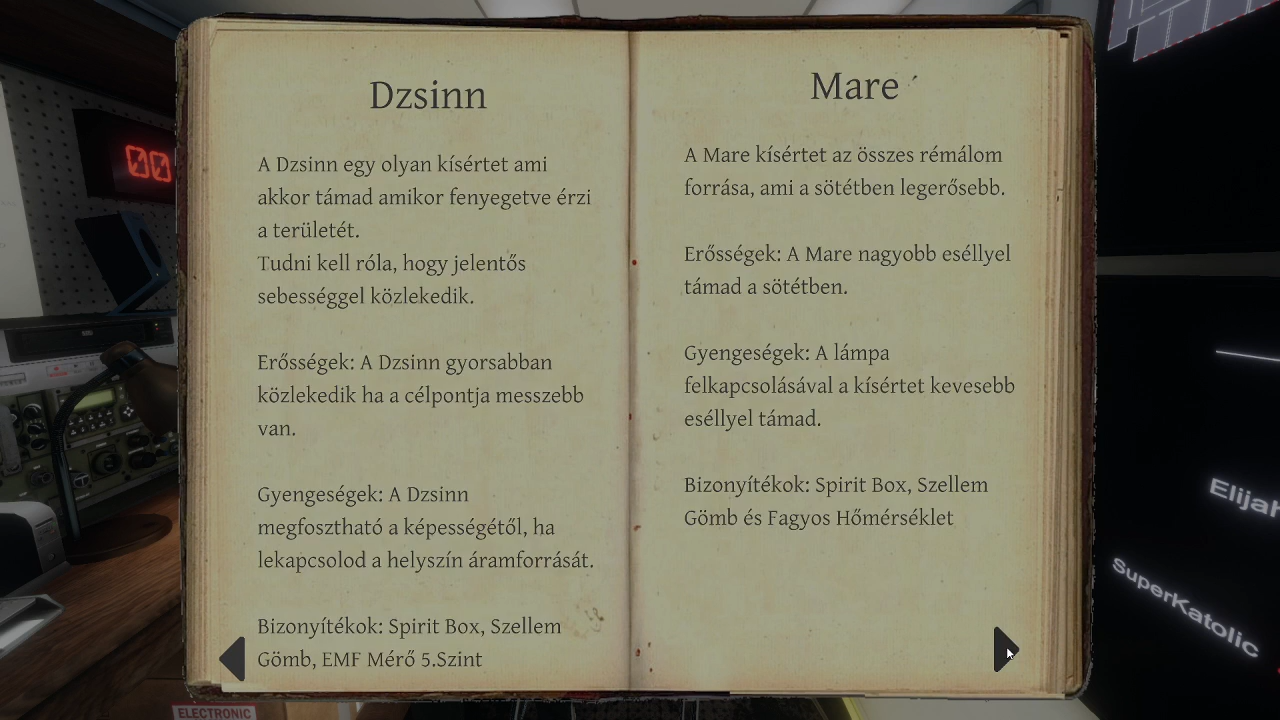 Dzsinn
A Dzsinn egy olyan kísértet ami
akkor támad amikor fenyegetve érzi
a területét.
Tudni kell róla, hogy jelentős
sebességgel közlekedik.
Erősségek: A Dzsinn gyorsabban
közlekedik ha a célpontja messzebb
van.
Gyengeségek: A Dzsinn
megfosztható a képességétől, ha
lekapcsolod a helyszín áramforrását.
Bizonyítékok: Spirit Box, Szellem
Gömb, EMF Mérő 5.Szint
Mare
A Mare kísértet az összes rémálom
forrása, ami a sötétben legerősebb.
Erősségek: A Mare nagyobb eséllyel
támad a sötétben.
Gyengeségek: A lámpa
felkapcsolásával a kísértet kevesebb
eséllyel támad.
Bizonyítékok: Spirit Box, Szellem
Gömb és Fagyos Hőmérséklet
00
ELECTRONIC
SuperKatolic